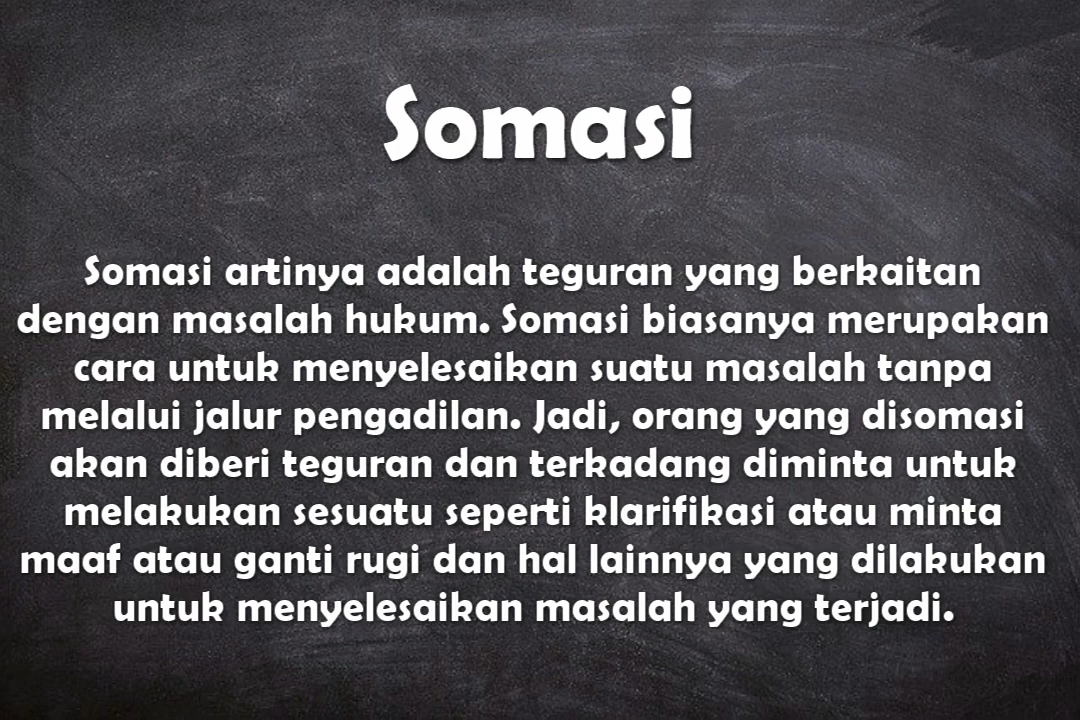 Somasi
Somasi artinya adalah teguran yang berkaitan
dengan masalah hukum. Somasi biasanya merupakan
cara untuk menyelesaikan suatu masalah tanpa
melalui jalur pengadilan. Jadi, orang yang disomasi
akan diberi teguran dan terkadang diminta untuk
melakukan sesuatu seperti klarifikasi atau minta
maaf atau ganti rugi dan hal lainnya yang dilakukan
untuk menyelesaikan masalah yang terjadi.